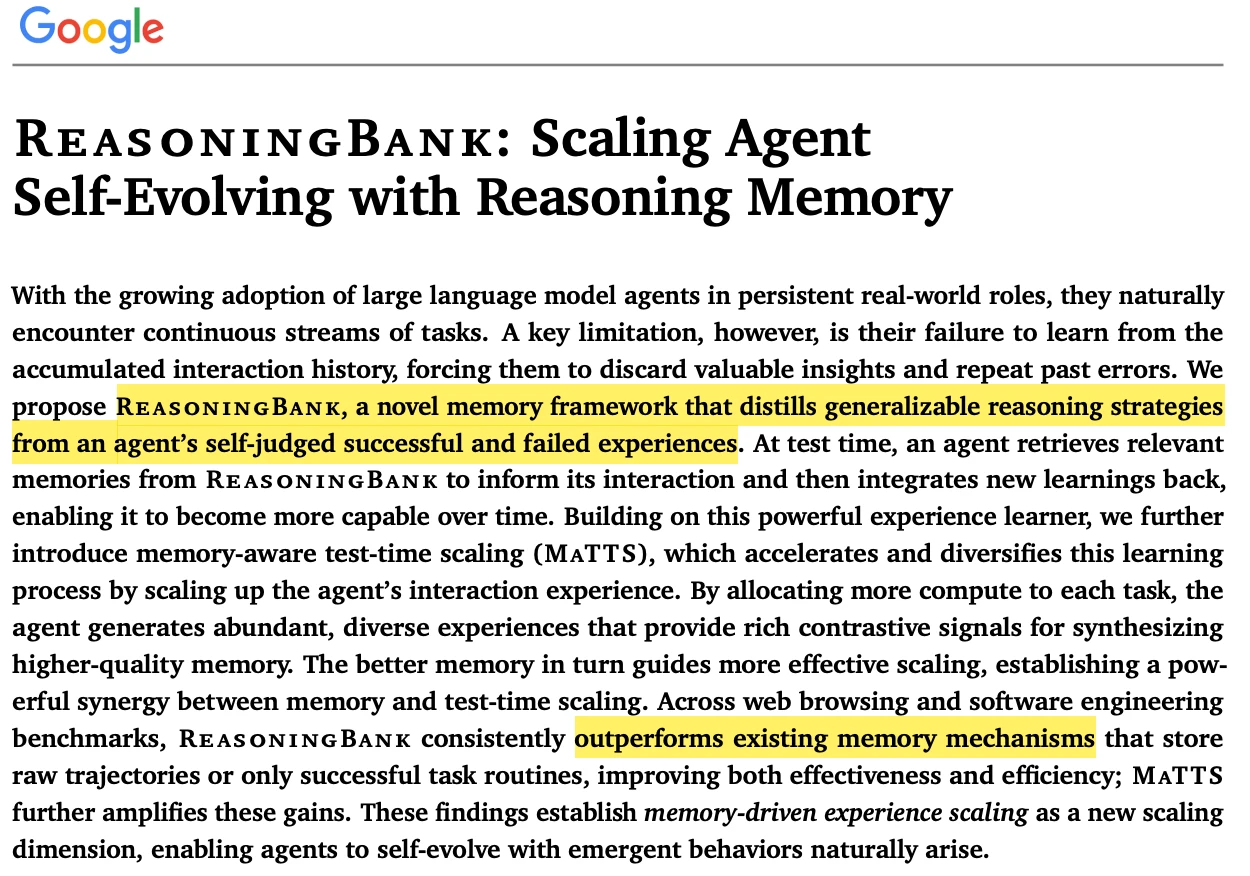 Google
ReasoningBank: Scaling Agent
Self-Evolving with Reasoning Memory
With the growing adoption of large language model agents in persistent real-world roles, they naturally
encounter continuous streams of tasks. A key limitation, however, is their failure to learn from the
accumulated interaction history, forcing them to discard valuable insights and repeat past errors. We
propose ReasoningBank, a novel memory framework that distills generalizable reasoning strategies
from an agent’s self-judged successful and failed experiences. At test time, an agent retrieves relevant
memories from ReasoningBank to inform its interaction and then integrates new learnings back,
enabling it to become more capable over time. Building on this powerful experience learner, we further
introduce memory-aware test-time scaling (MaTTS), which accelerates and diversifies this learning
process by scaling up the agent’s interaction experience. By allocating more compute to each task, the
agent generates abundant, diverse experiences that provide rich contrastive signals for synthesizing
higher-quality memory. The better memory in turn guides more effective scaling, establishing a pow-
erful synergy between memory and test-time scaling. Across web browsing and software engineering
benchmarks, ReasoningBank consistently outperforms existing memory mechanisms that store
raw trajectories or only successful task routines, improving both effectiveness and efficiency; MaTTS
further amplifies these gains. These findings establish memory-driven experience scaling as a new scaling
dimension, enabling agents to self-evolve with emergent behaviors naturally arise.